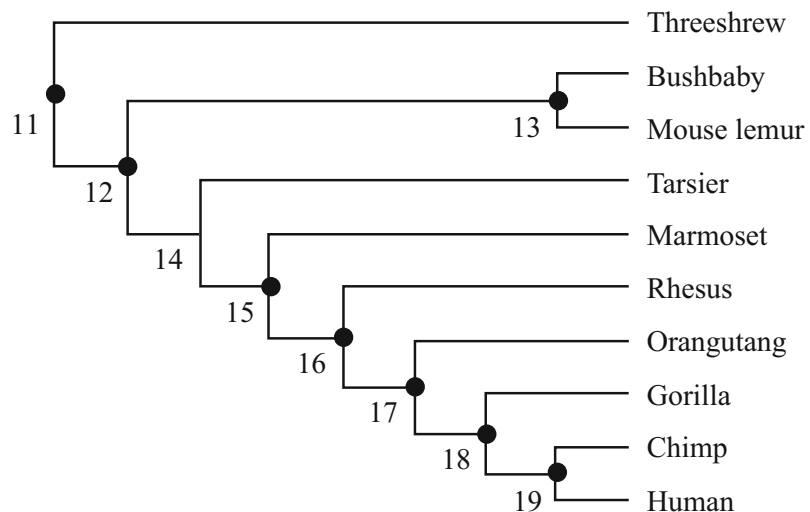 Threeshrew
Bushbaby
11
13
Mouse lemur
12
Tarsier
Marmoset
14
Rhesus
15
Orangutang
16
Gorilla
17
Chimp
18
19
Human